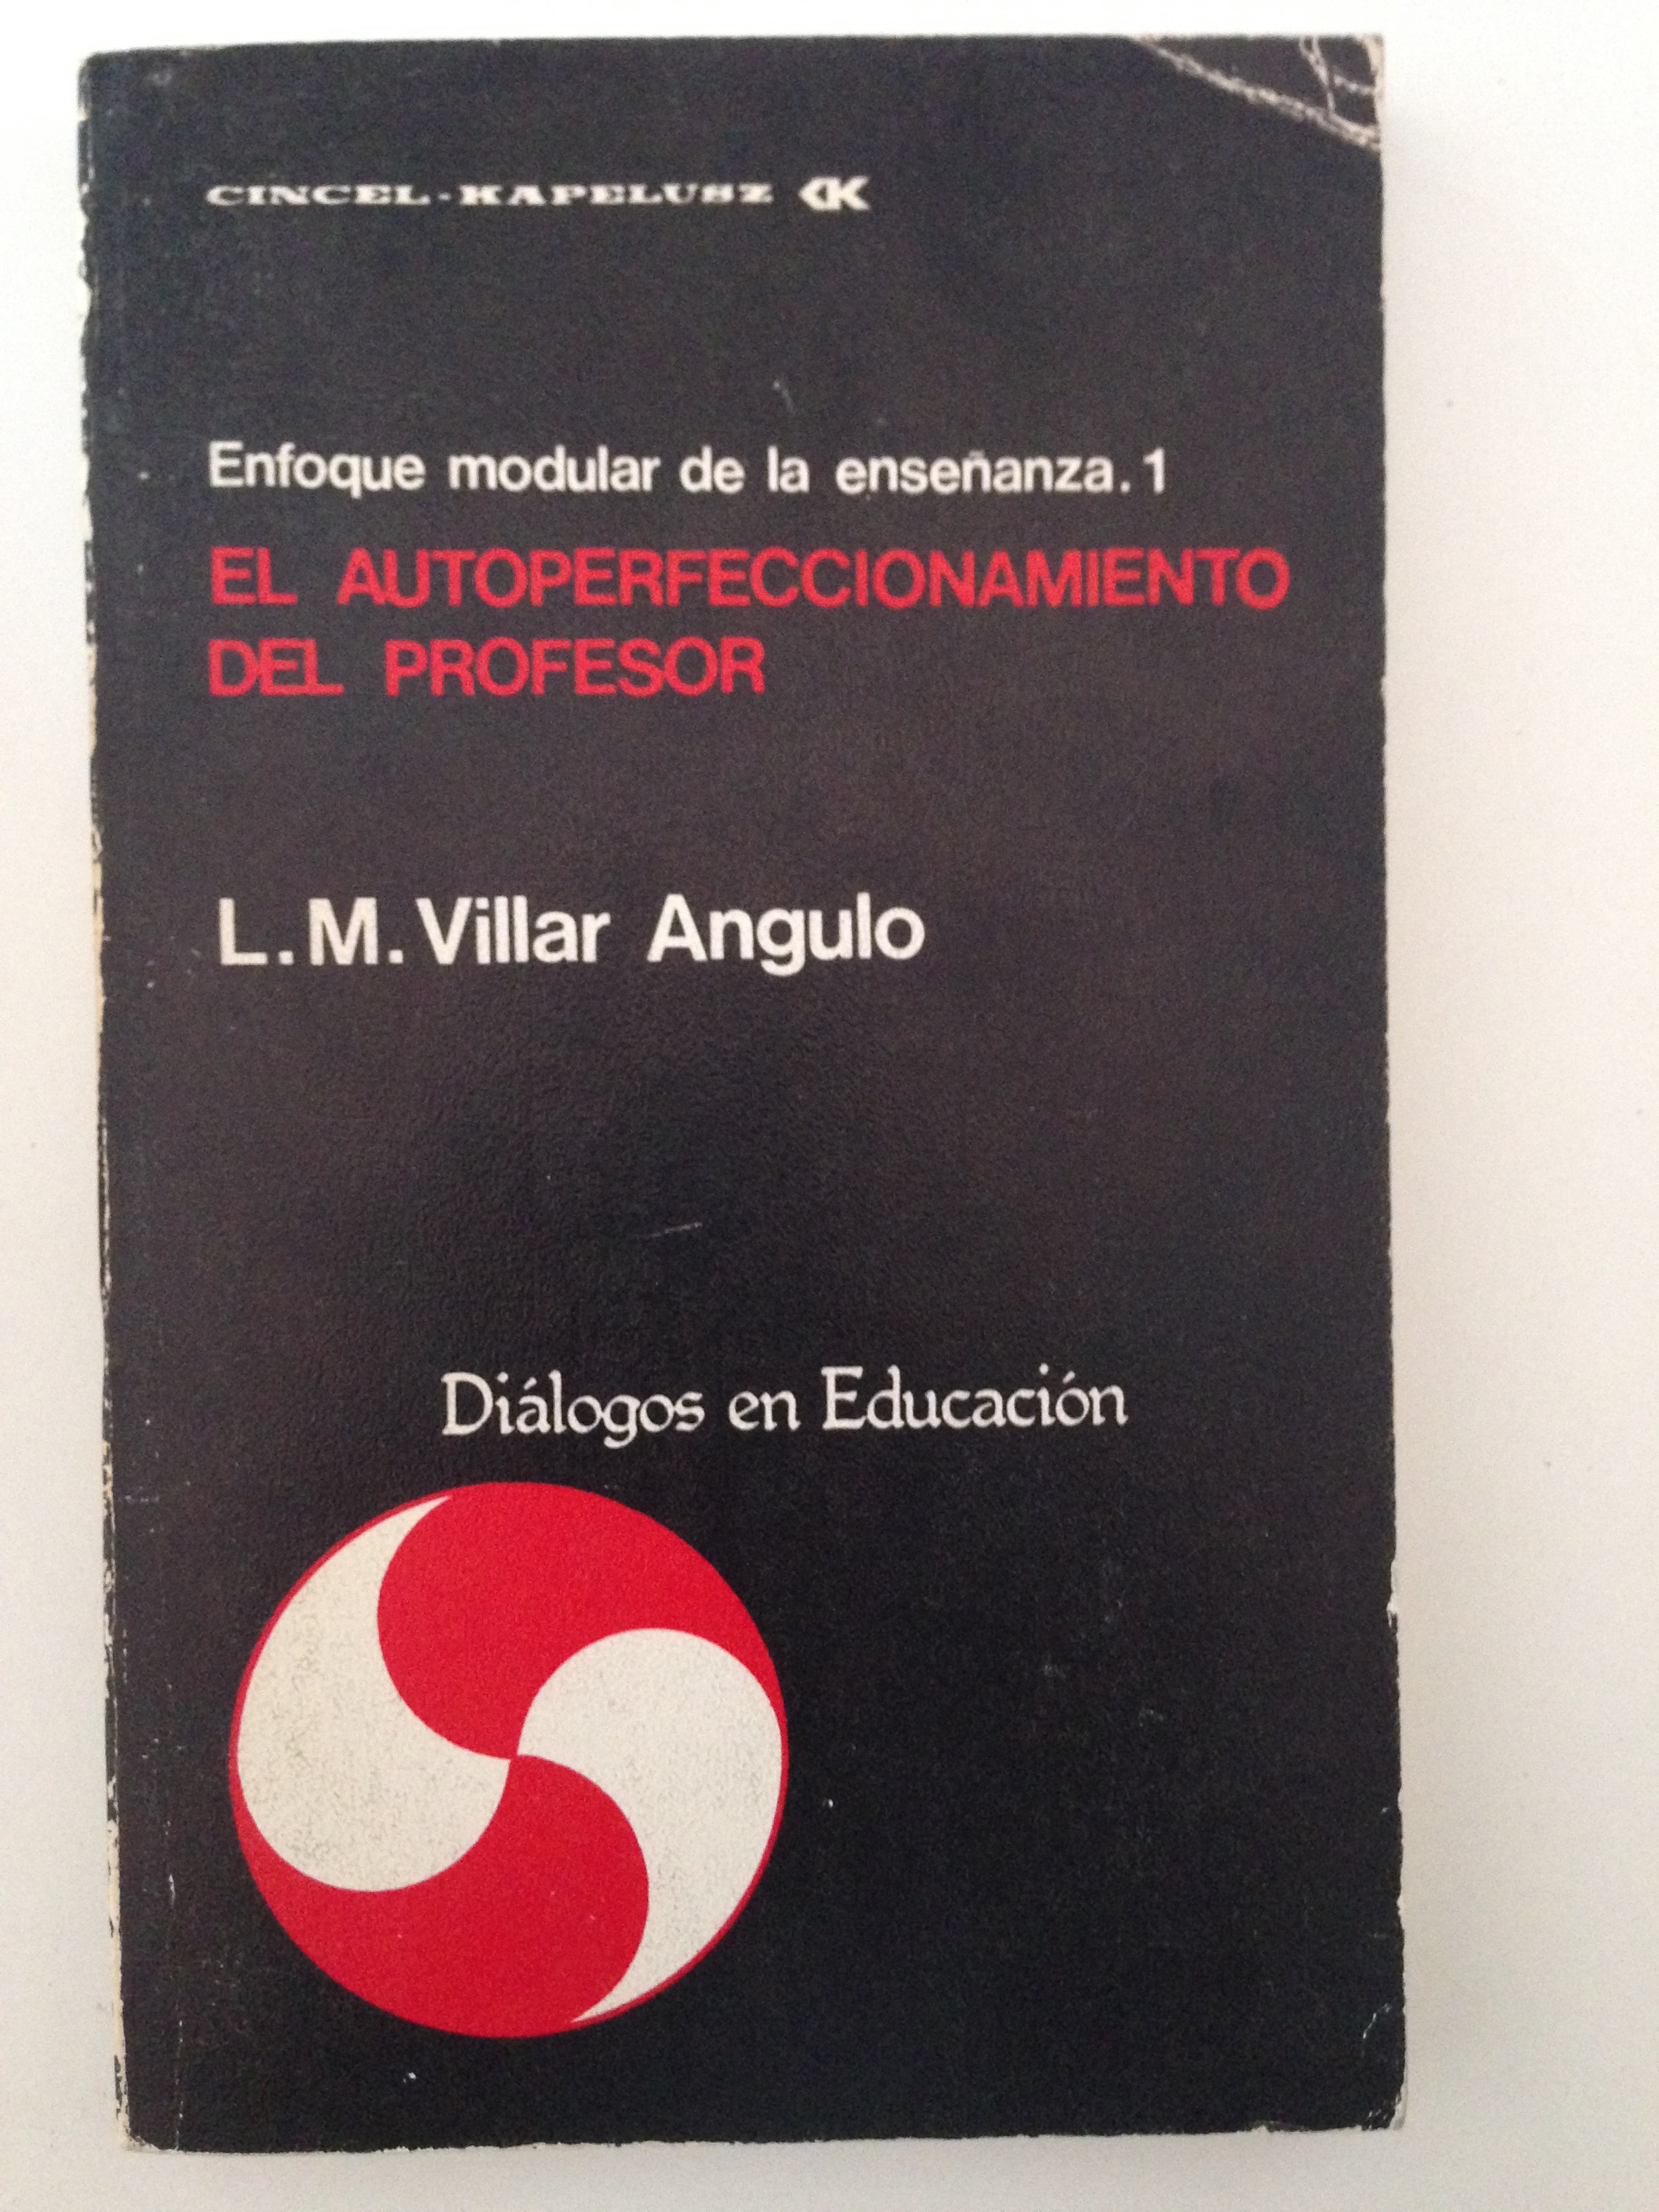 CINCEL-KAPELUSZ CK
Enfoque modular de la enseñanza.1
EL AUTOPERFECCIONAMIENTO
DEL PROFESOR
L.M. Villar Angulo
Diálogos en Educación